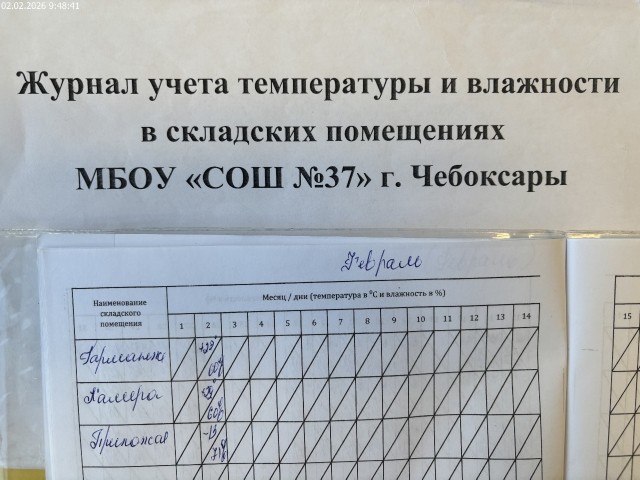 02.02.2026 9:48:41
Журнал учета температуры и влажности
в складских помещениях
МБОУ «СОШ №37» г. Чебоксары
Февраль
Наименование складского помещения
Месяц / дни (температура в ⁰С и влажность в %)
1 2 3 4 5 6 7 8 9 10 11 12 13 14
15